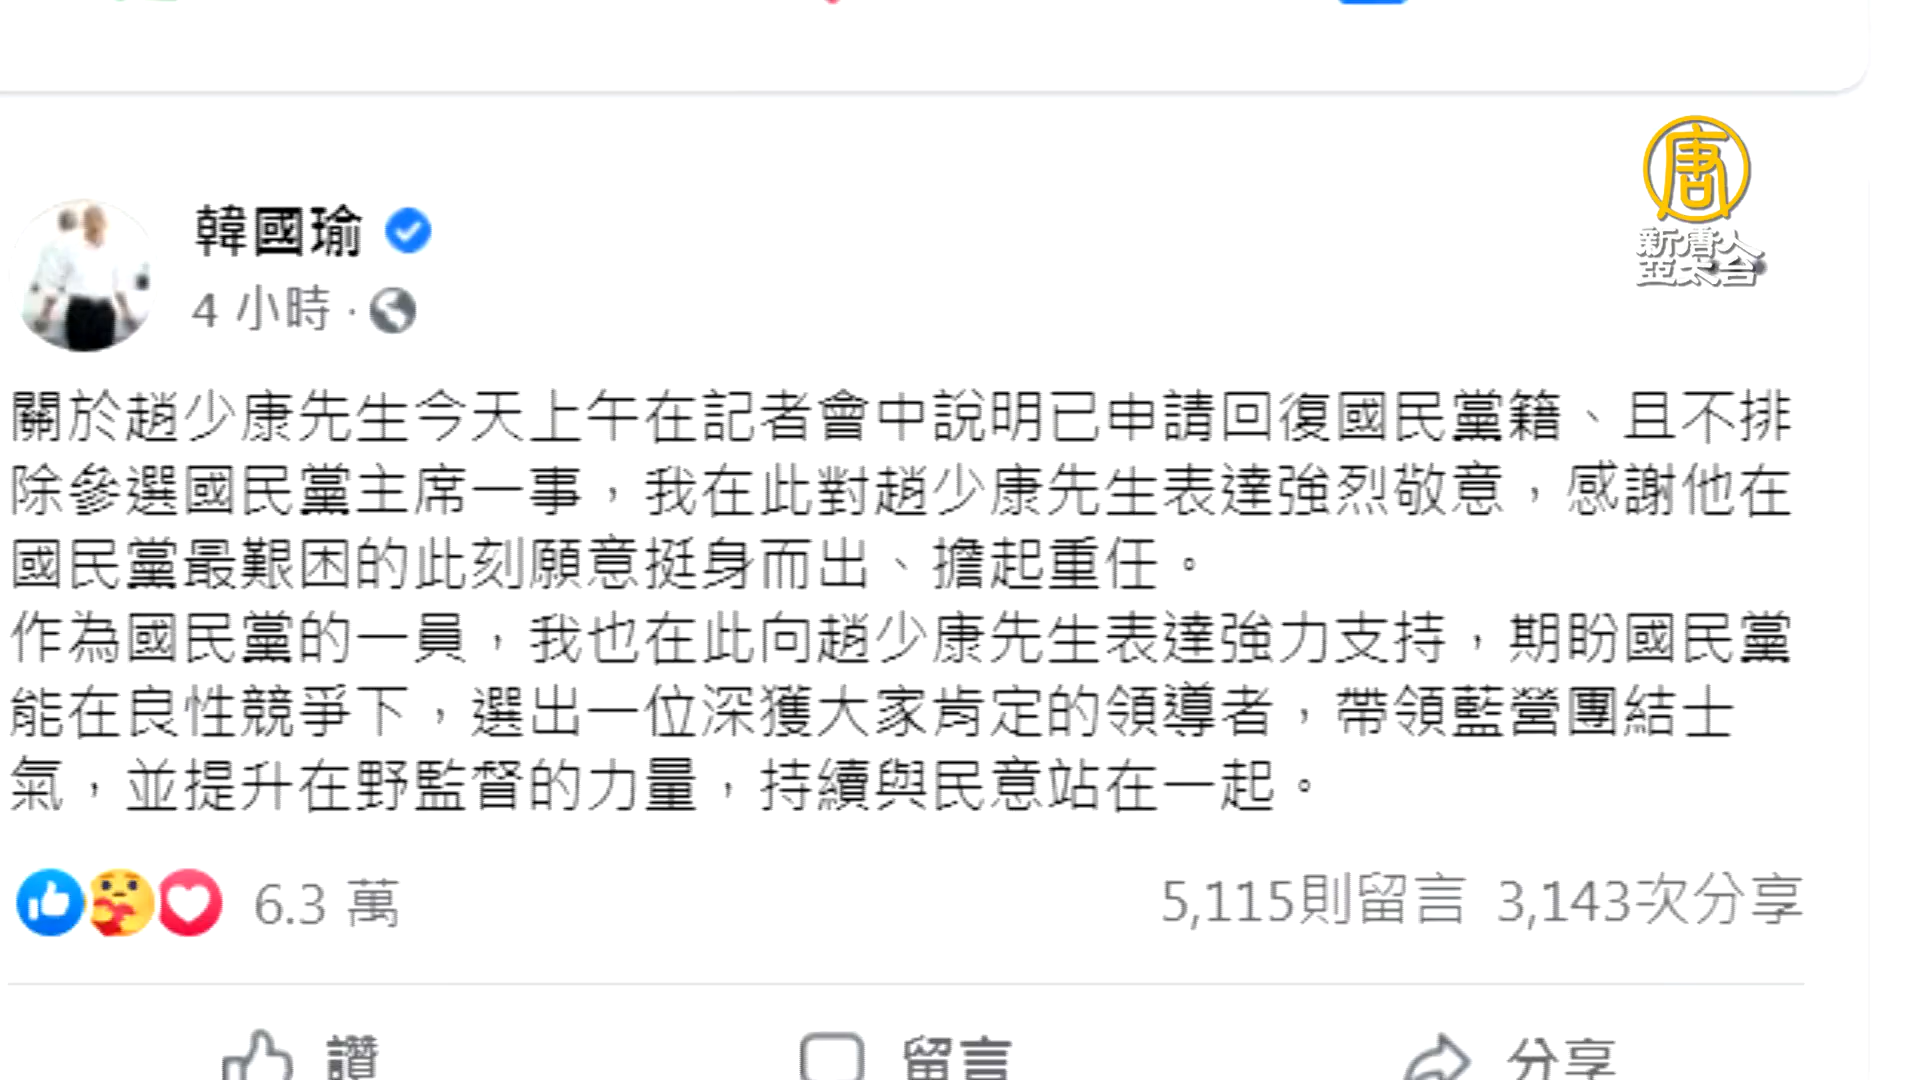 韓國瑜
4 小時 ·
新唐人
亞太台
關於趙少康先生今天上午在記者會中說明已申請回復國民黨籍、且不排
除參選國民黨主席一事，我在此對趙少康先生表達強烈敬意，感謝他在
國民黨最艱困的此刻願意挺身而出、擔起重任。
作為國民黨的一員，我也在此向趙少康先生表達強力支持，期盼國民黨
能在良性競爭下，選出一位深獲大家肯定的領導者，帶領藍營團結士
氣，並提升在野監督的力量，持續與民意站在一起。
6.3 萬
5,115則留言 3,143次分享
讚
留言
分享